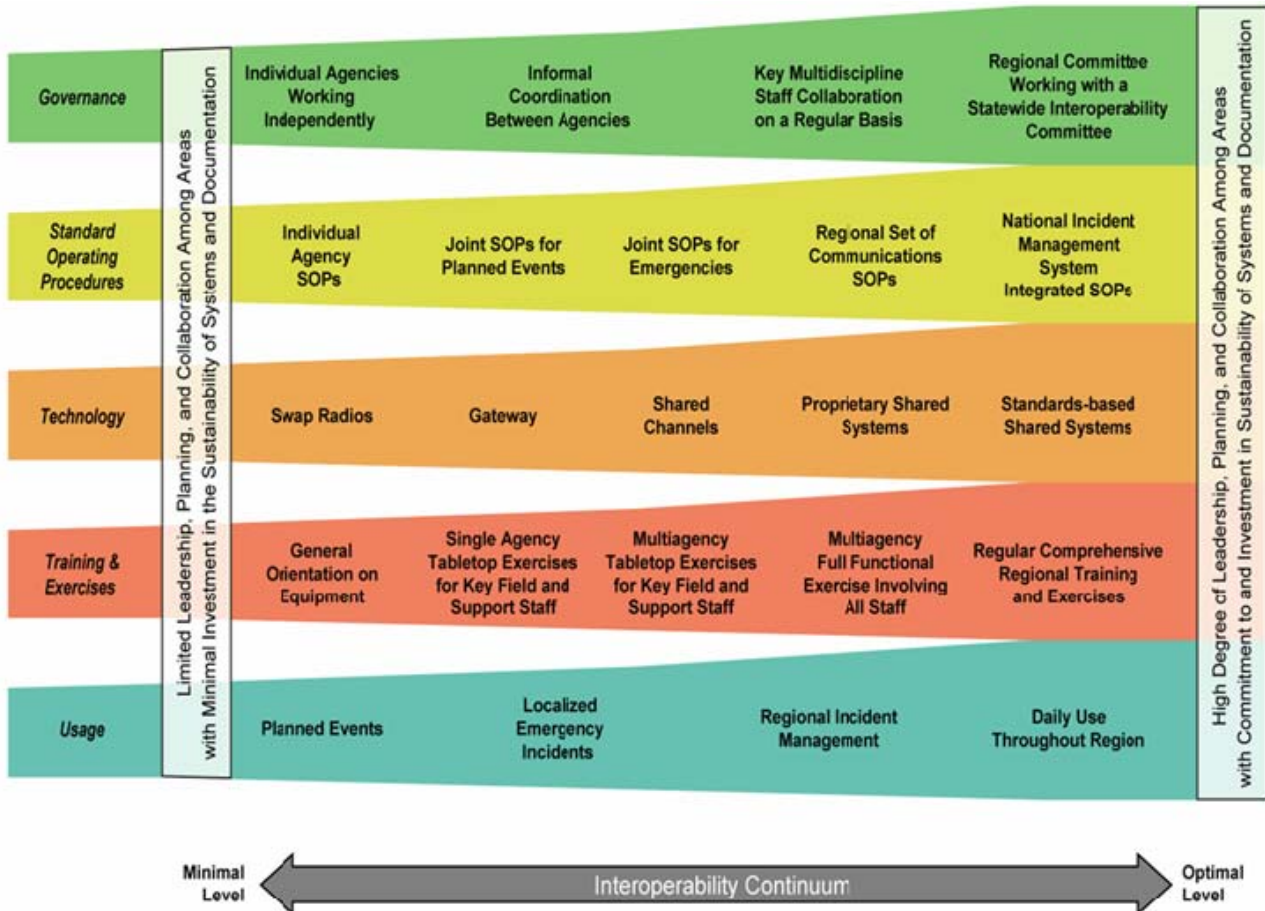 Governance
Individual Agencies
Working
Independently
Informal
Coordination
Between Agencies
Key Multidiscipline
Staff Collaboration
on a Regular Basis
Regional Committee
Working with a
Statewide Interoperability
Committee
Standard
Operating
Procedures
Individual
Agency
SOPs
Joint SOPs for
Planned Events
Joint SOPs for
Emergencies
Regional Set of
Communications
SOPs
National Incident
Management
System
Integrated SOPs
Technology
Swap Radios
Gateway
Shared
Channels
Proprietary Shared
Systems
Standards-based
Shared Systems
Training &
Exercises
General
Orientation on
Equipment
Single Agency
Tabletop Exercises
for Key Field and
Support Staff
Multiagency
Tabletop Exercises
for Key Field and
Support Staff
Multiagency
Full Functional
Exercise Involving
All Staff
Regular Comprehensive
Regional Training
and Exercises
Usage
Planned Events
Localized
Emergency
Incidents
Regional Incident
Management
Daily Use
Throughout Region
Limited Leadership, Planning, and Collaboration Among Areas
with Minimal Investment in the Sustainability of Systems and Documentation
High Degree of Leadership, Planning, and Collaboration Among Areas
with Commitment to and Investment in Sustainability of Systems and Documentation
Minimal
Level
Interoperability Continuum
Optimal
Level